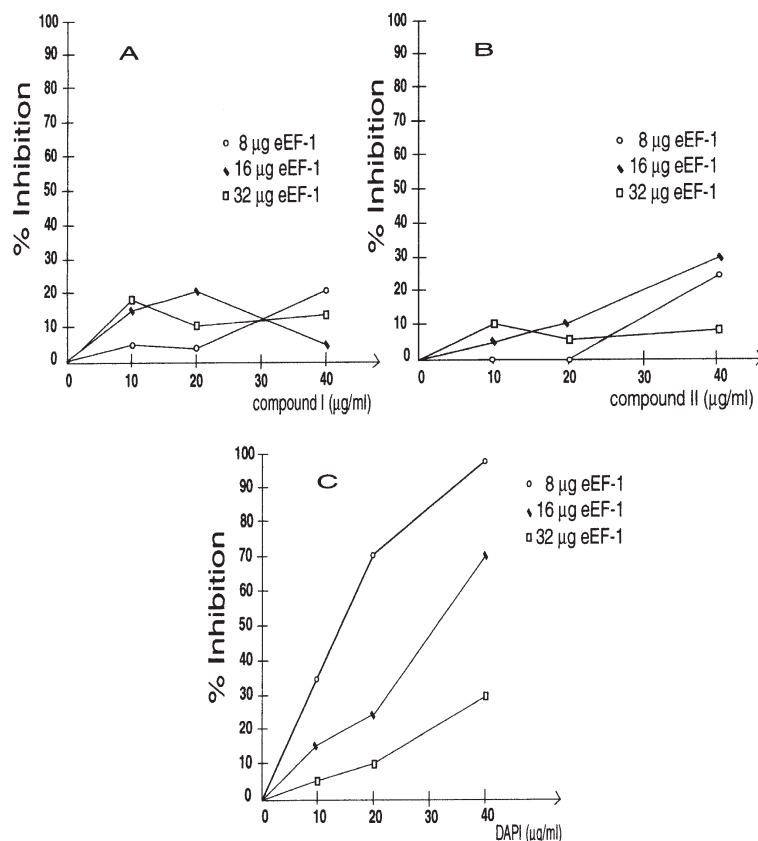 A
100
90
80
70
60
50
40
30
20
10
0
% Inhibition
8 µg eEF-1
16 µg eEF-1
32 µg eEF-1
0 10 20 30 40
compound I (µg/ml)
B
100
90
80
70
60
50
40
30
20
10
0
% Inhibition
8 µg eEF-1
16 µg eEF-1
32 µg eEF-1
0 10 20 30 40
compound II (µg/ml)
C
100
90
80
70
60
50
40
30
20
10
0
% Inhibition
8 µg eEF-1
16 µg eEF-1
32 µg eEF-1
0 10 20 30 40
DAPI (µg/ml)